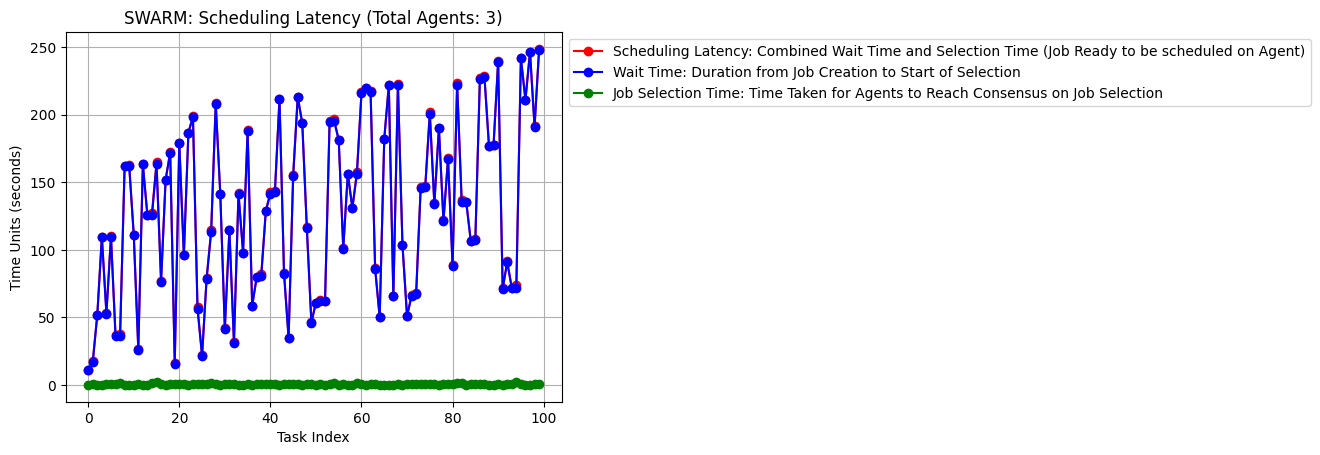 SWARM: Scheduling Latency (Total Agents: 3)
Scheduling Latency: Combined Wait Time and Selection Time (Job Ready to be scheduled on Agent)
Wait Time: Duration from Job Creation to Start of Selection
Job Selection Time: Time Taken for Agents to Reach Consensus on Job Selection
Time Units (seconds)
250
200
150
100
50
0
0 20 40 60 80 100
Task Index